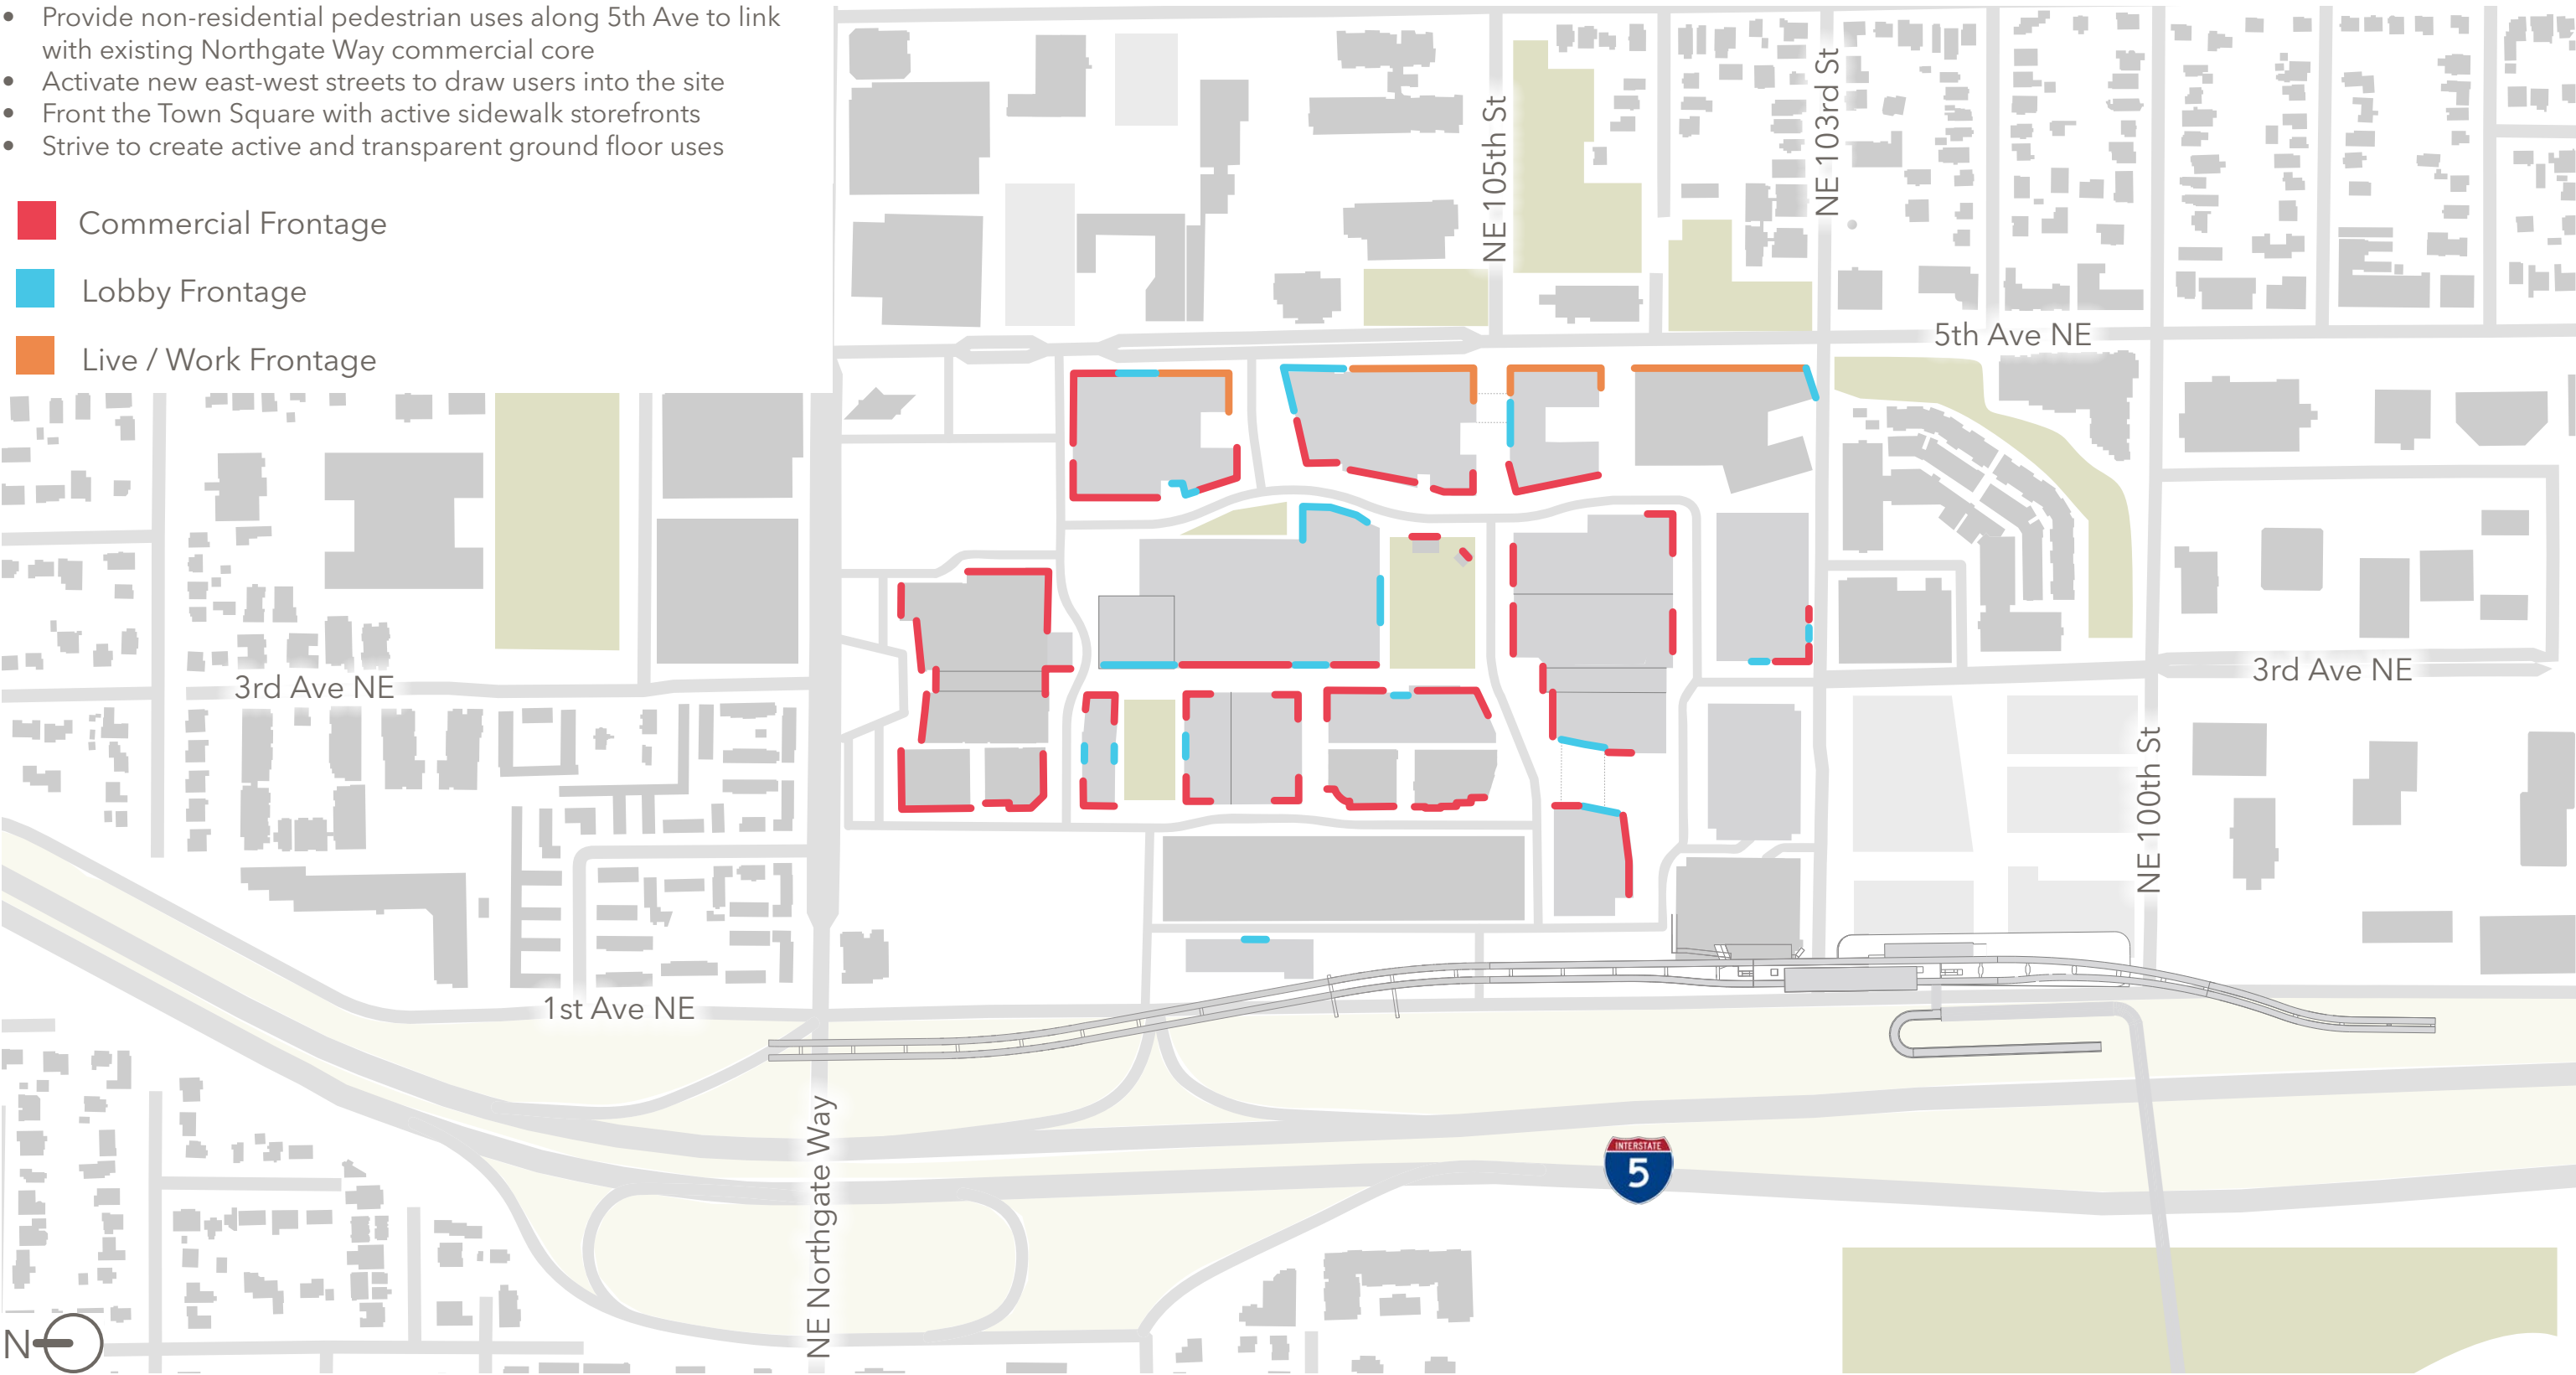 • Provide non-residential pedestrian uses along 5th Ave to link
with existing Northgate Way commercial core
• Activate new east-west streets to draw users into the site
• Front the Town Square with active sidewalk storefronts
• Strive to create active and transparent ground floor uses
Commercial Frontage
Lobby Frontage
Live / Work Frontage
NE 105th St
NE 103rd St
5th Ave NE
3rd Ave NE
3rd Ave NE
NE 100th St
1st Ave NE
NE Northgate Way
INTERSTATE
5
N